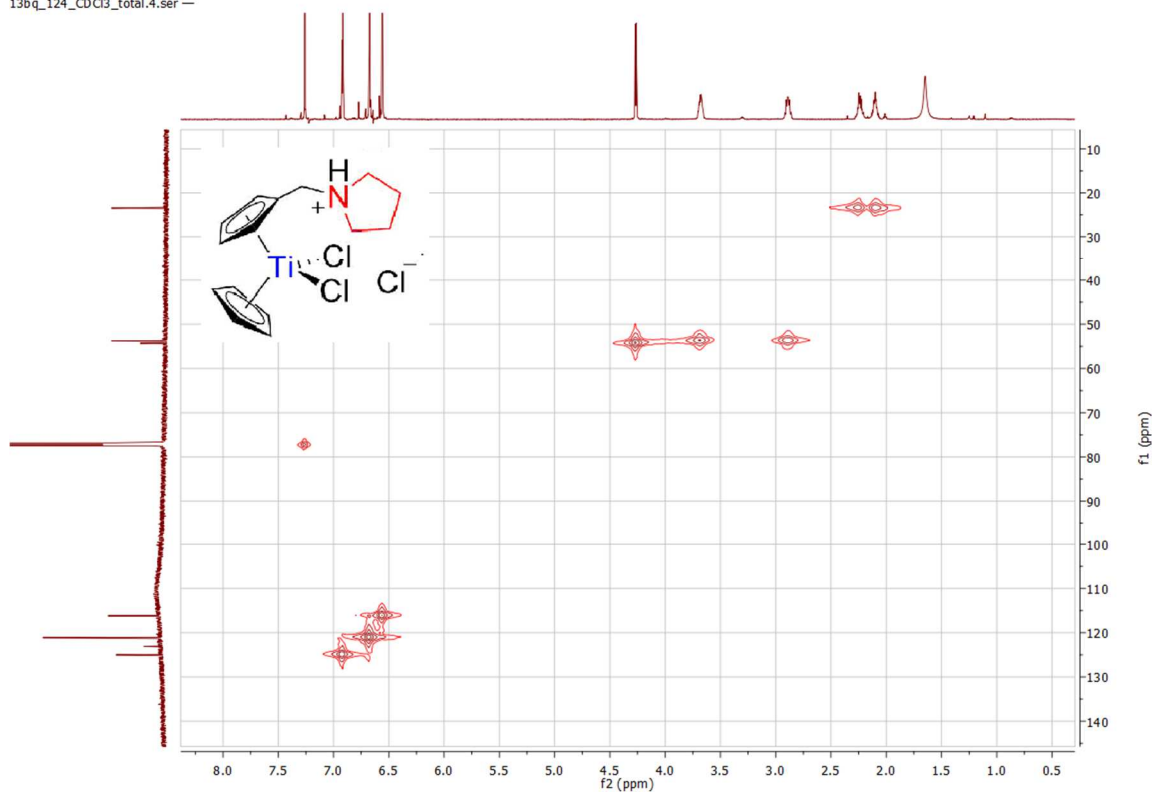 13bq_124_CDCl3_total.4.ser —
H
N
+
Cl
Ti
Cl
Cl −
10
20
30
40
50
60
70
80
90
100
110
120
130
140
f1 (ppm)
8.0 7.5 7.0 6.5 6.0 5.5 5.0 4.5 4.0 3.5 3.0 2.5 2.0 1.5 1.0 0.5
f2 (ppm)